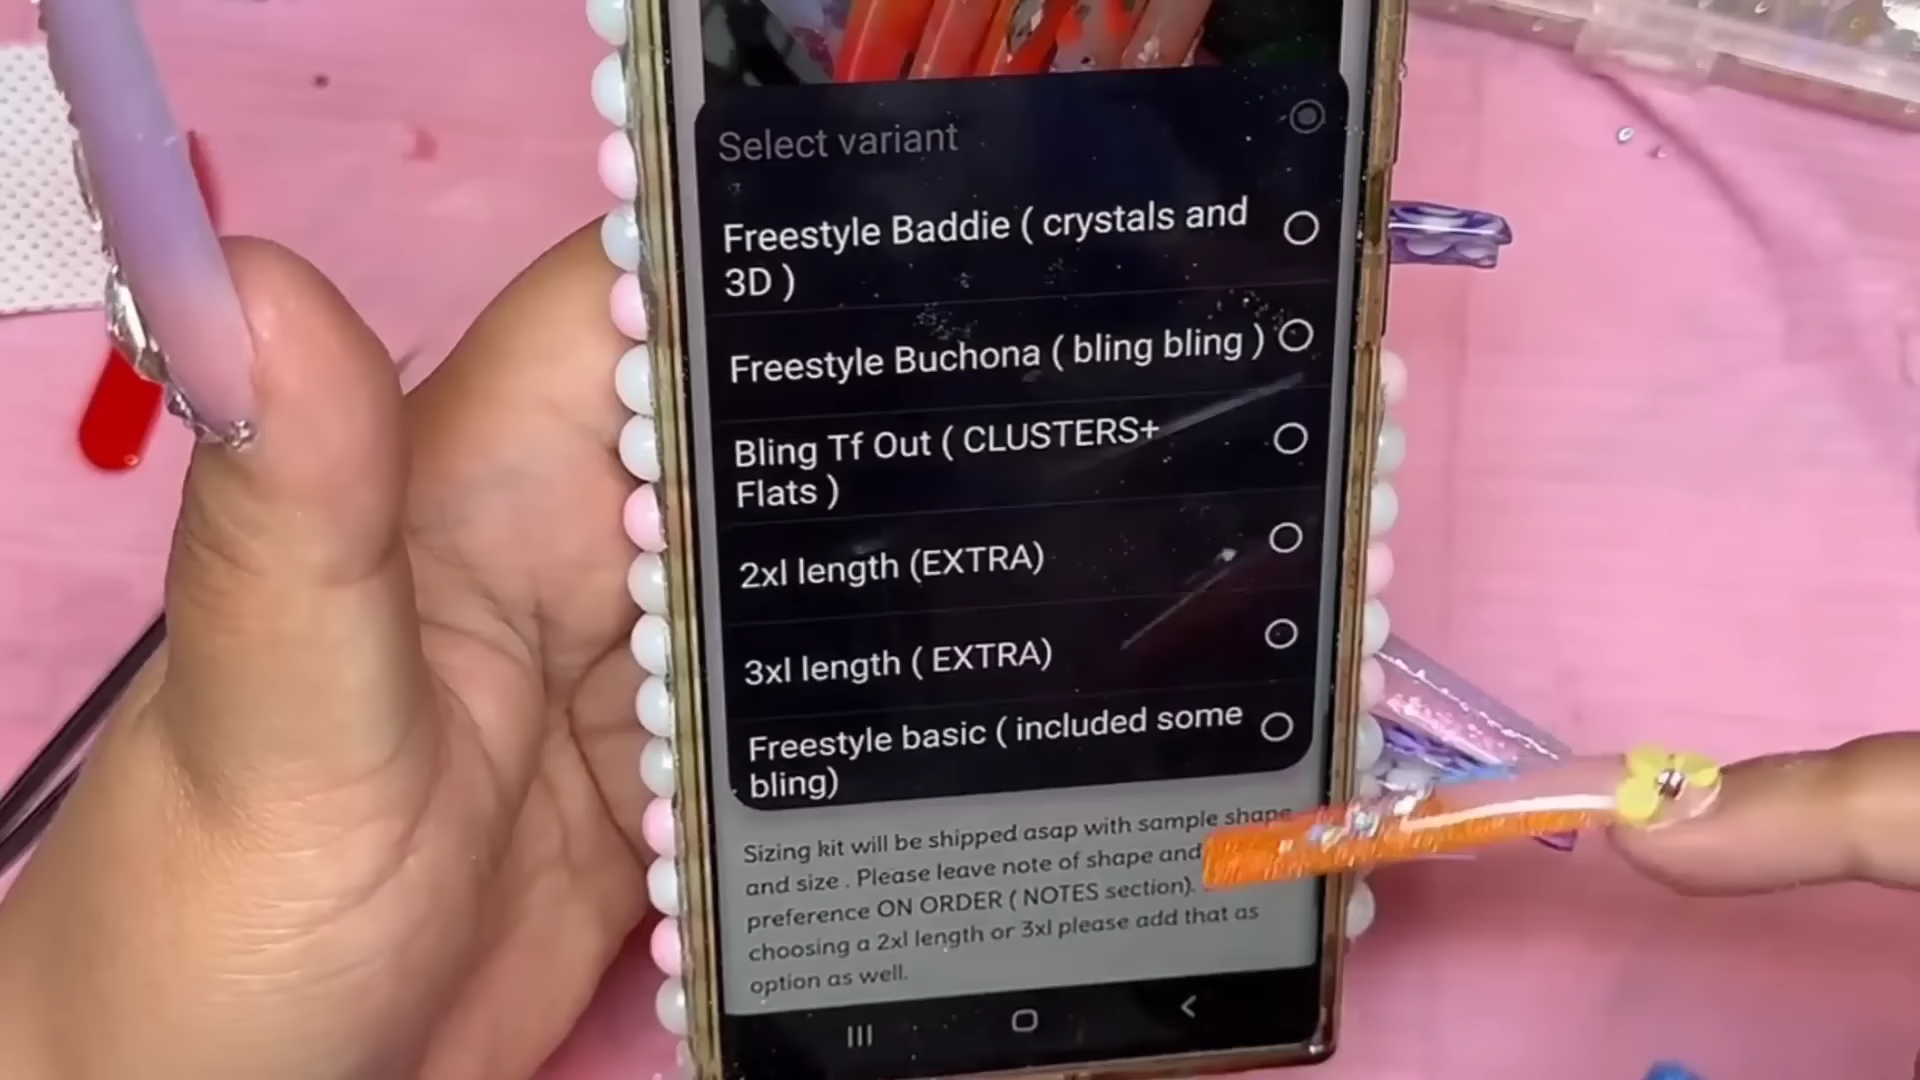 Select variant
Freestyle Baddie ( crystals and
3D )
Freestyle Buchona ( bling bling )
Bling Tf Out ( CLUSTERS+
Flats )
2xl length (EXTRA)
3xl length ( EXTRA)
Freestyle basic ( included some
bling)
Sizing kit will be shipped asap with sample shape
and size . Please leave note of shape and
preference ON ORDER ( NOTES section).
choosing a 2xl length or 3xl please add that as
option as well.